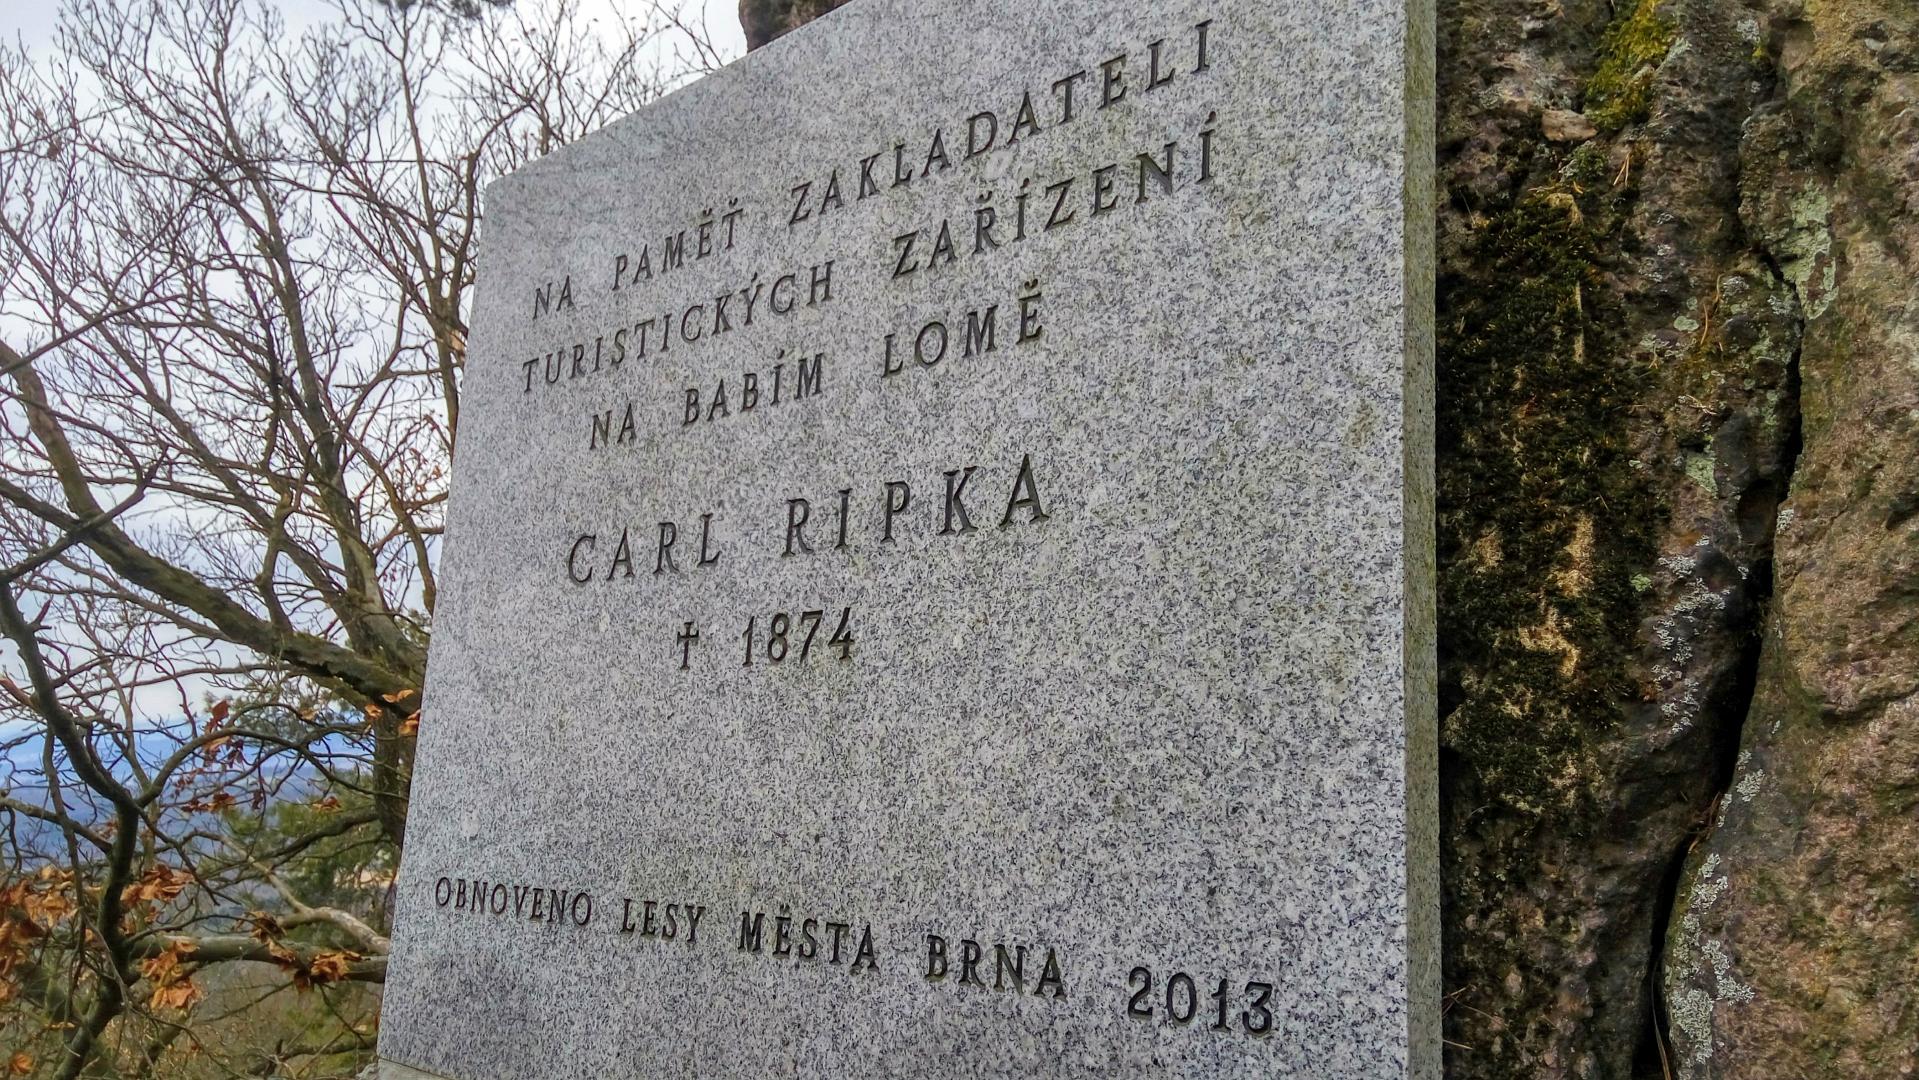 NA PAMĚŤ ZAKLADATELI
TURISTICKÝCH ZAŘÍZENÍ
NA BABÍM LOMĚ
CARL RIPKA
† 1874
OBNOVENO LESY MĚSTA BRNA 2013